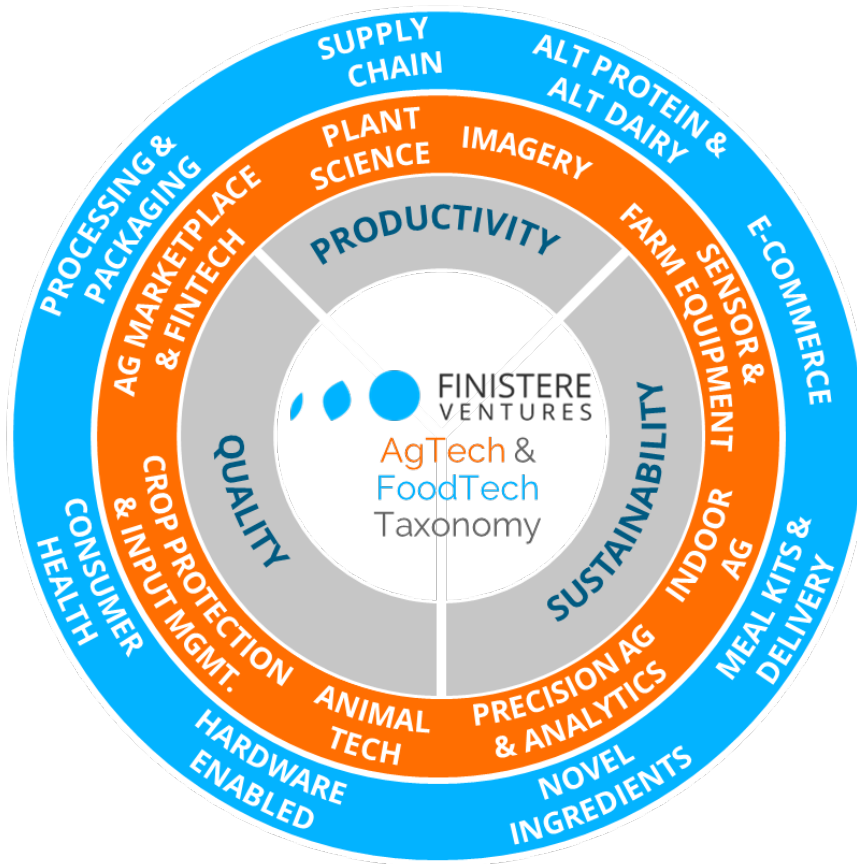 SUPPLY
CHAIN
ALT PROTEIN &
ALT DAIRY
E-COMMERCE
MEAL KITS &
DELIVERY
NOVEL
INGREDIENTS
HARDWARE
ENABLED
CONSUMER
HEALTH
PROCESSING &
PACKAGING
PLANT
SCIENCE
IMAGERY
SENSOR &
FARM EQUIPMENT
INDOOR
AG
PRECISION AG
& ANALYTICS
ANIMAL
TECH
CROP PROTECTION
& INPUT MGMT.
AG MARKETPLACE
& FINTECH
PRODUCTIVITY
SUSTAINABILITY
QUALITY
FINISTERE
VENTURES
AgTech &
FoodTech
Taxonomy